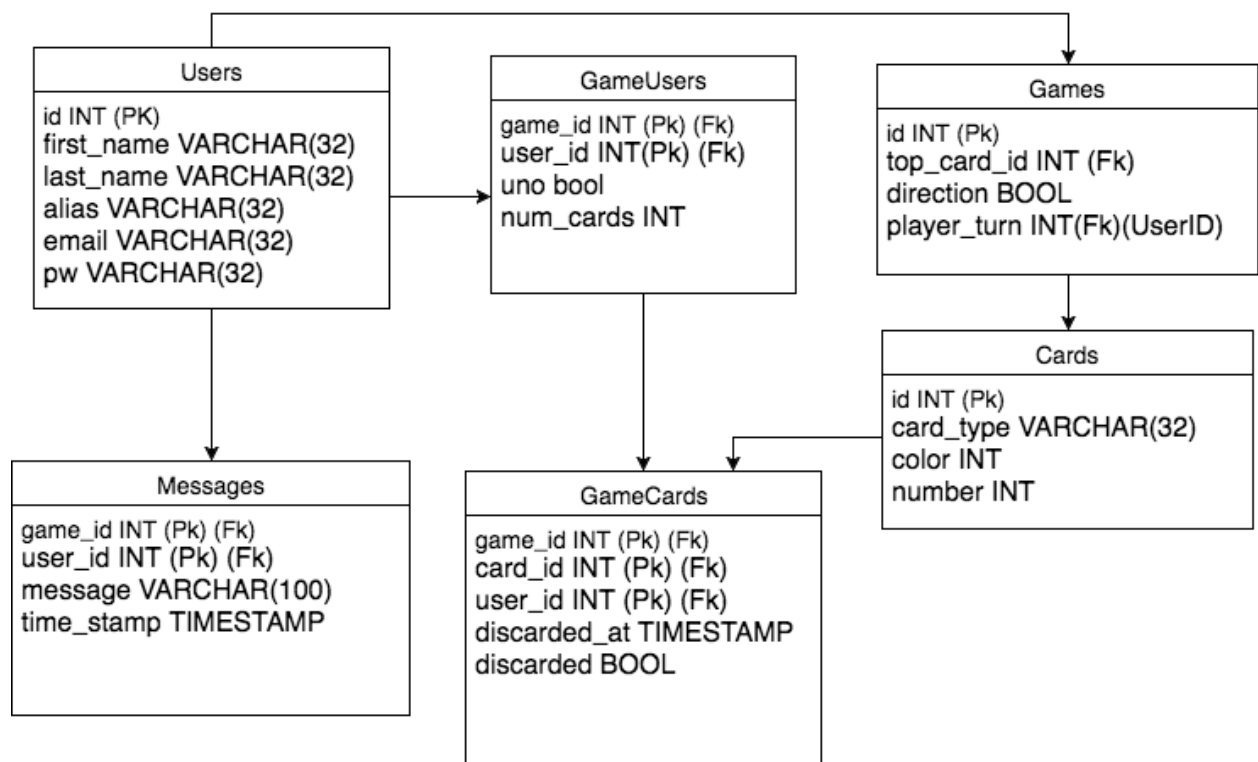 Users
id INT (PK)
first_name VARCHAR(32)
last_name VARCHAR(32)
alias VARCHAR(32)
email VARCHAR(32)
pw VARCHAR(32)
GameUsers
game_id INT (Pk) (Fk)
user_id INT(Pk) (Fk)
uno bool
num_cards INT
Games
id INT (Pk)
top_card_id INT (Fk)
direction BOOL
player_turn INT(Fk)(UserID)
Cards
id INT (Pk)
card_type VARCHAR(32)
color INT
number INT
Messages
game_id INT (Pk) (Fk)
user_id INT (Pk) (Fk)
message VARCHAR(100)
time_stamp TIMESTAMP
GameCards
game_id INT (Pk) (Fk)
card_id INT (Pk) (Fk)
user_id INT (Pk) (Fk)
discarded_at TIMESTAMP
discarded BOOL